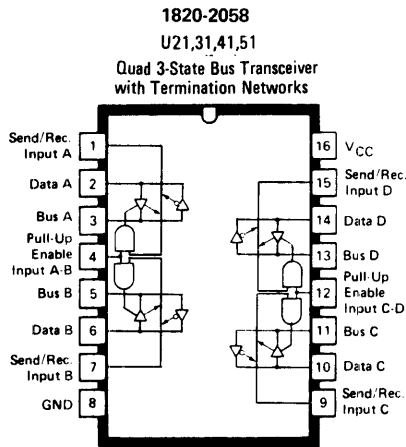 1820-2058
U21,31,41,51
Quad 3-State Bus Transceiver
with Termination Networks
Send/Rec.
Input A
1
Data A
2
Bus A
3
Pull-Up
Enable
Input A-B
4
Bus B
5
Data B
6
Send/Rec.
Input B
7
GND
8
16
VCC
15
Send/Rec.
Input D
14
Data D
13
Bus D
12
Pull-Up
Enable
Input C-D
11
Bus C
10
Data C
9
Send/Rec.
Input C